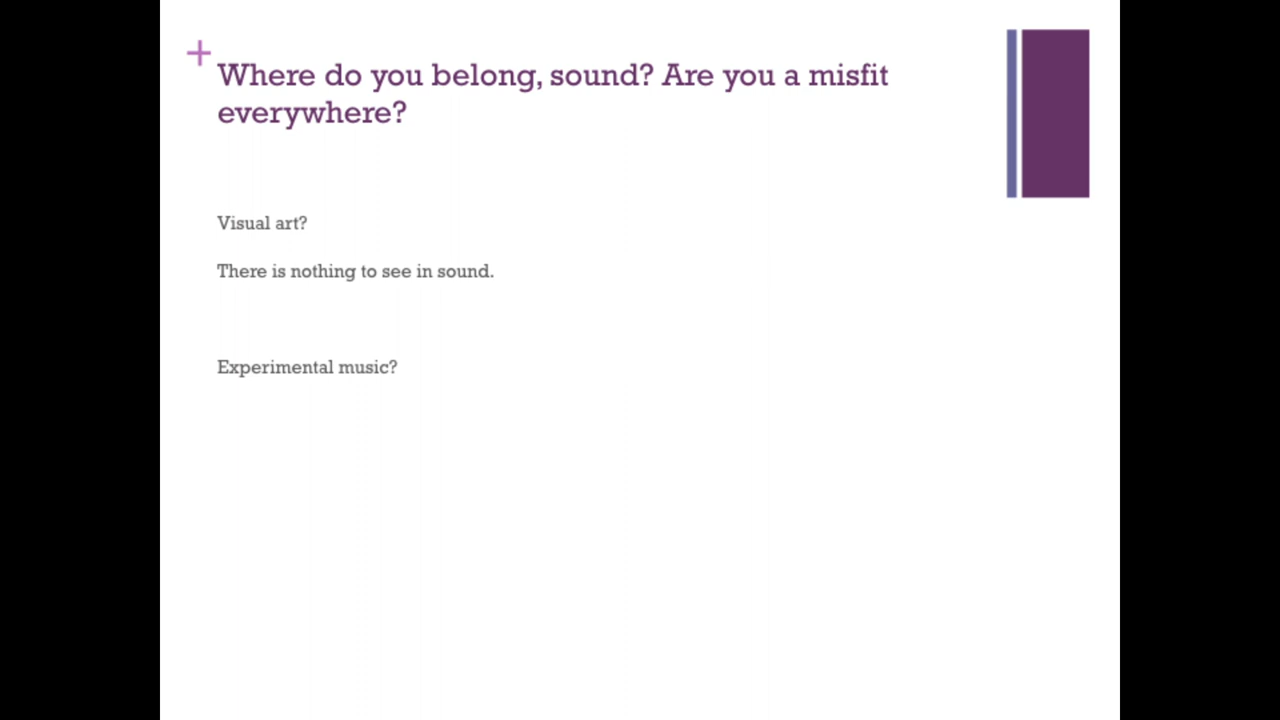 Where do you belong, sound? Are you a misfit
everywhere?
Visual art?
There is nothing to see in sound.
Experimental music?